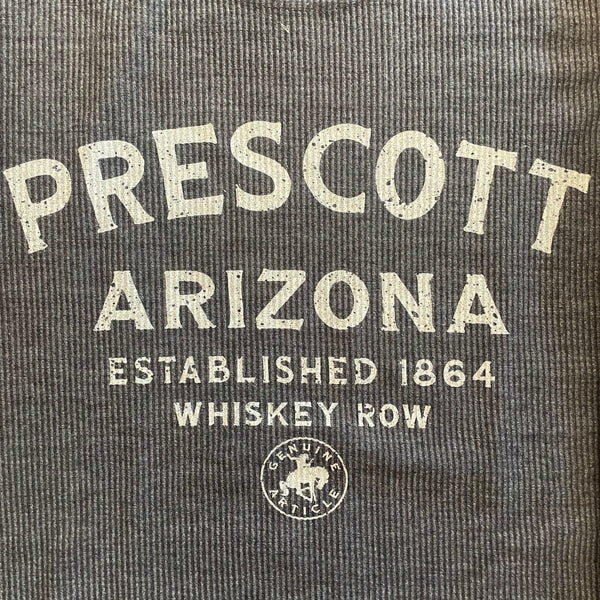 PRESCOTT
ARIZONA
ESTABLISHED 1864
WHISKEY ROW
GENUINE
ARTICLE